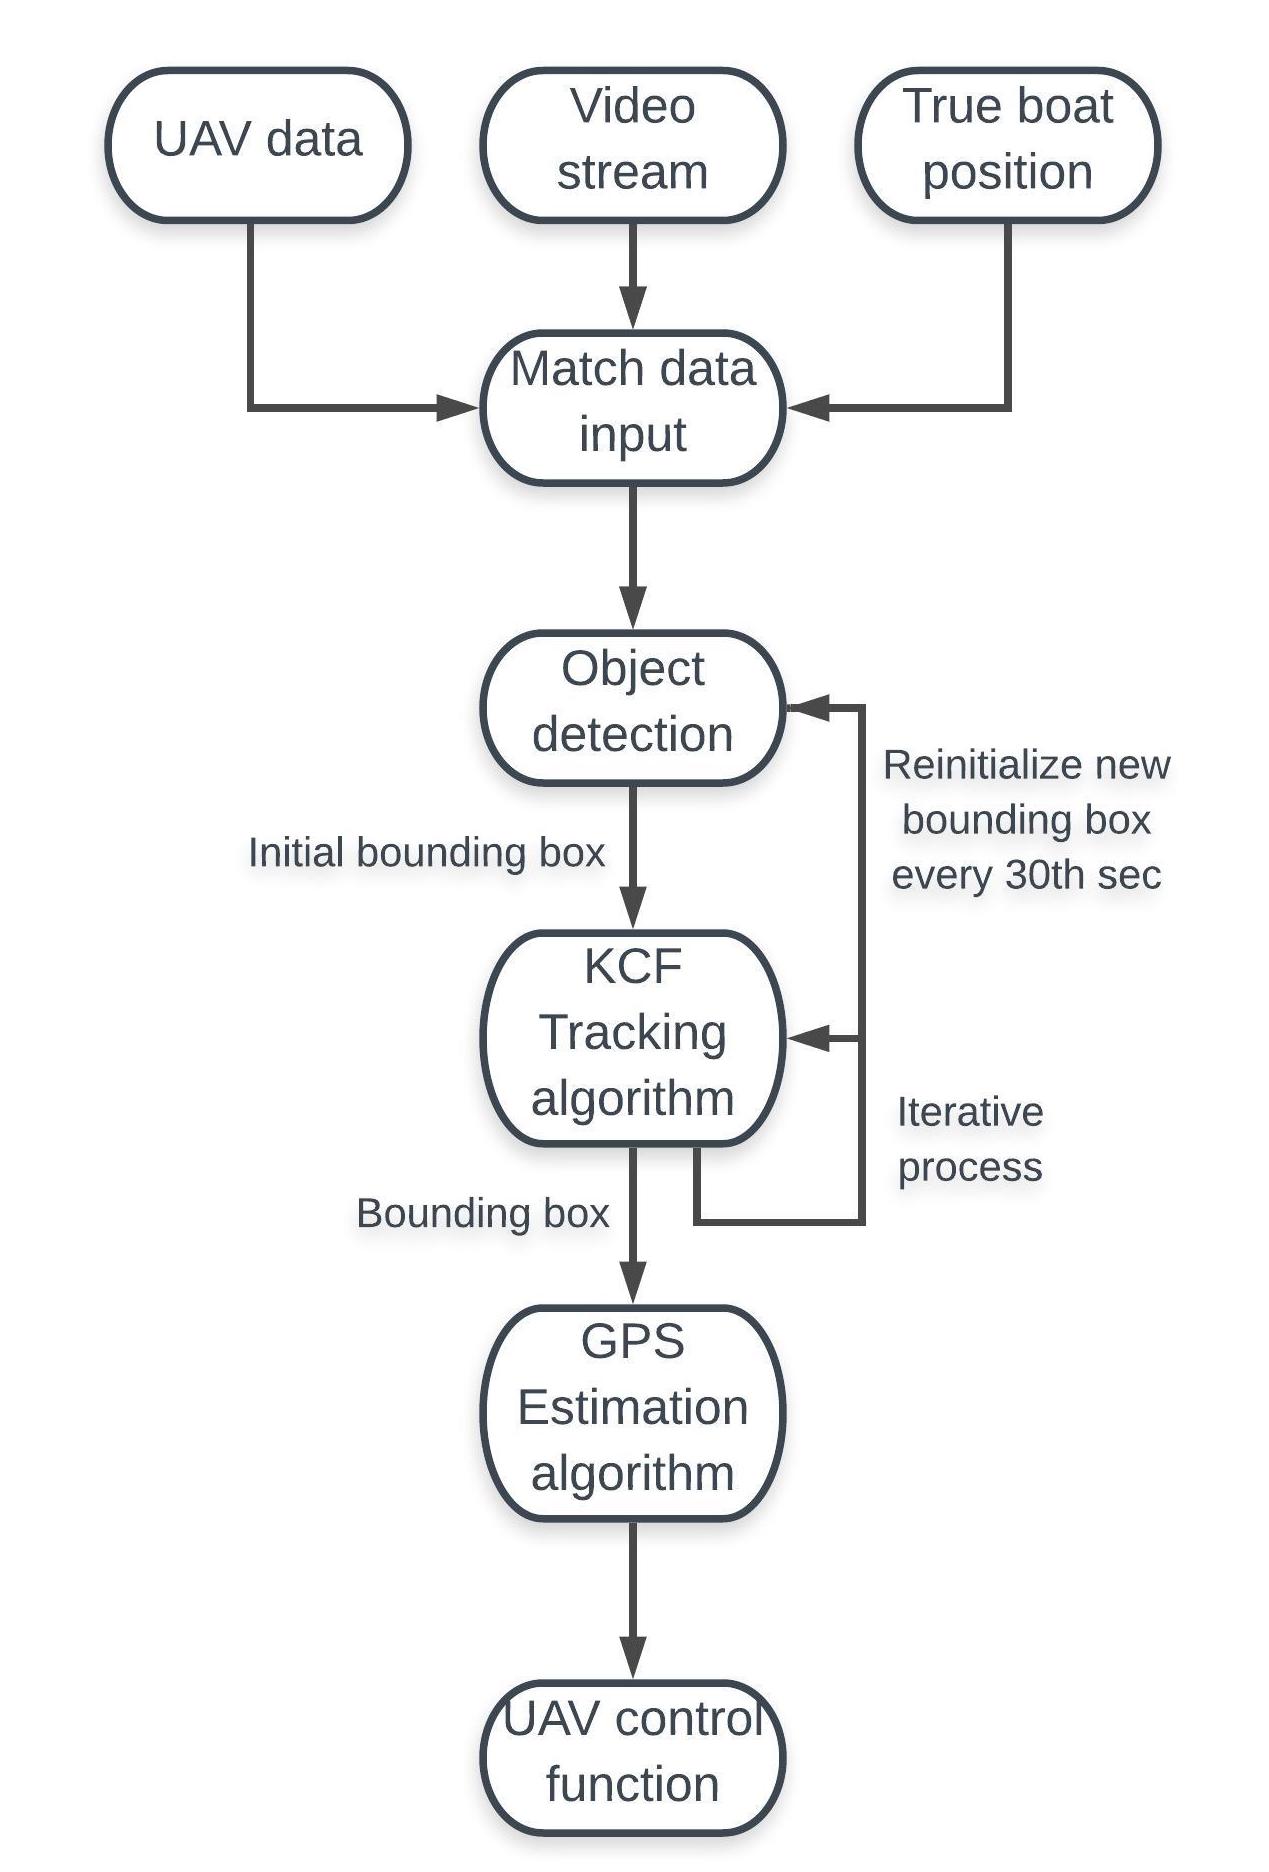 UAV data
Video
stream
True boat
position
Match data
input
Object
detection
Reinitialize new
bounding box
every 30th sec
Initial bounding box
KCF
Tracking
algorithm
Iterative
process
Bounding box
GPS
Estimation
algorithm
UAV control
function